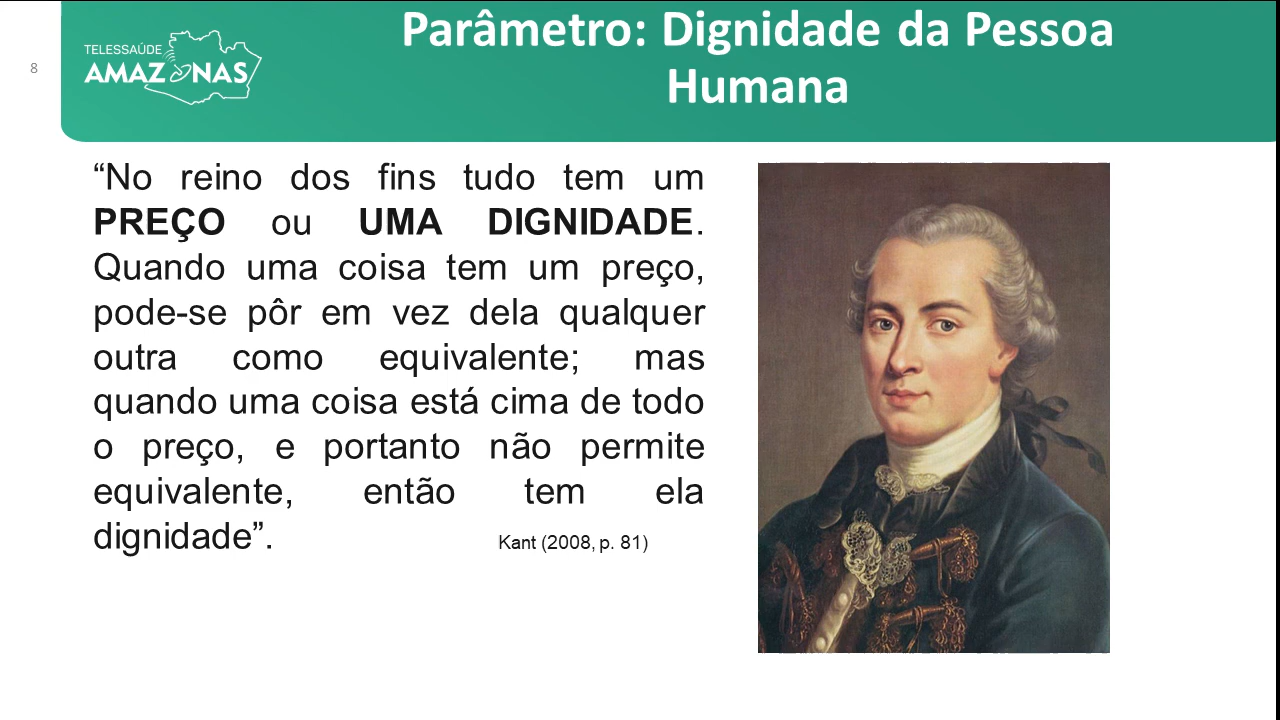 8
TELESSAÚDE
AMAZONAS
Parâmetro: Dignidade da Pessoa
Humana
“No reino dos fins tudo tem um
PREÇO ou UMA DIGNIDADE.
Quando uma coisa tem um preço,
pode-se pôr em vez dela qualquer
outra como equivalente; mas
quando uma coisa está cima de todo
o preço, e portanto não permite
equivalente, então tem ela
dignidade”. Kant (2008, p. 81)